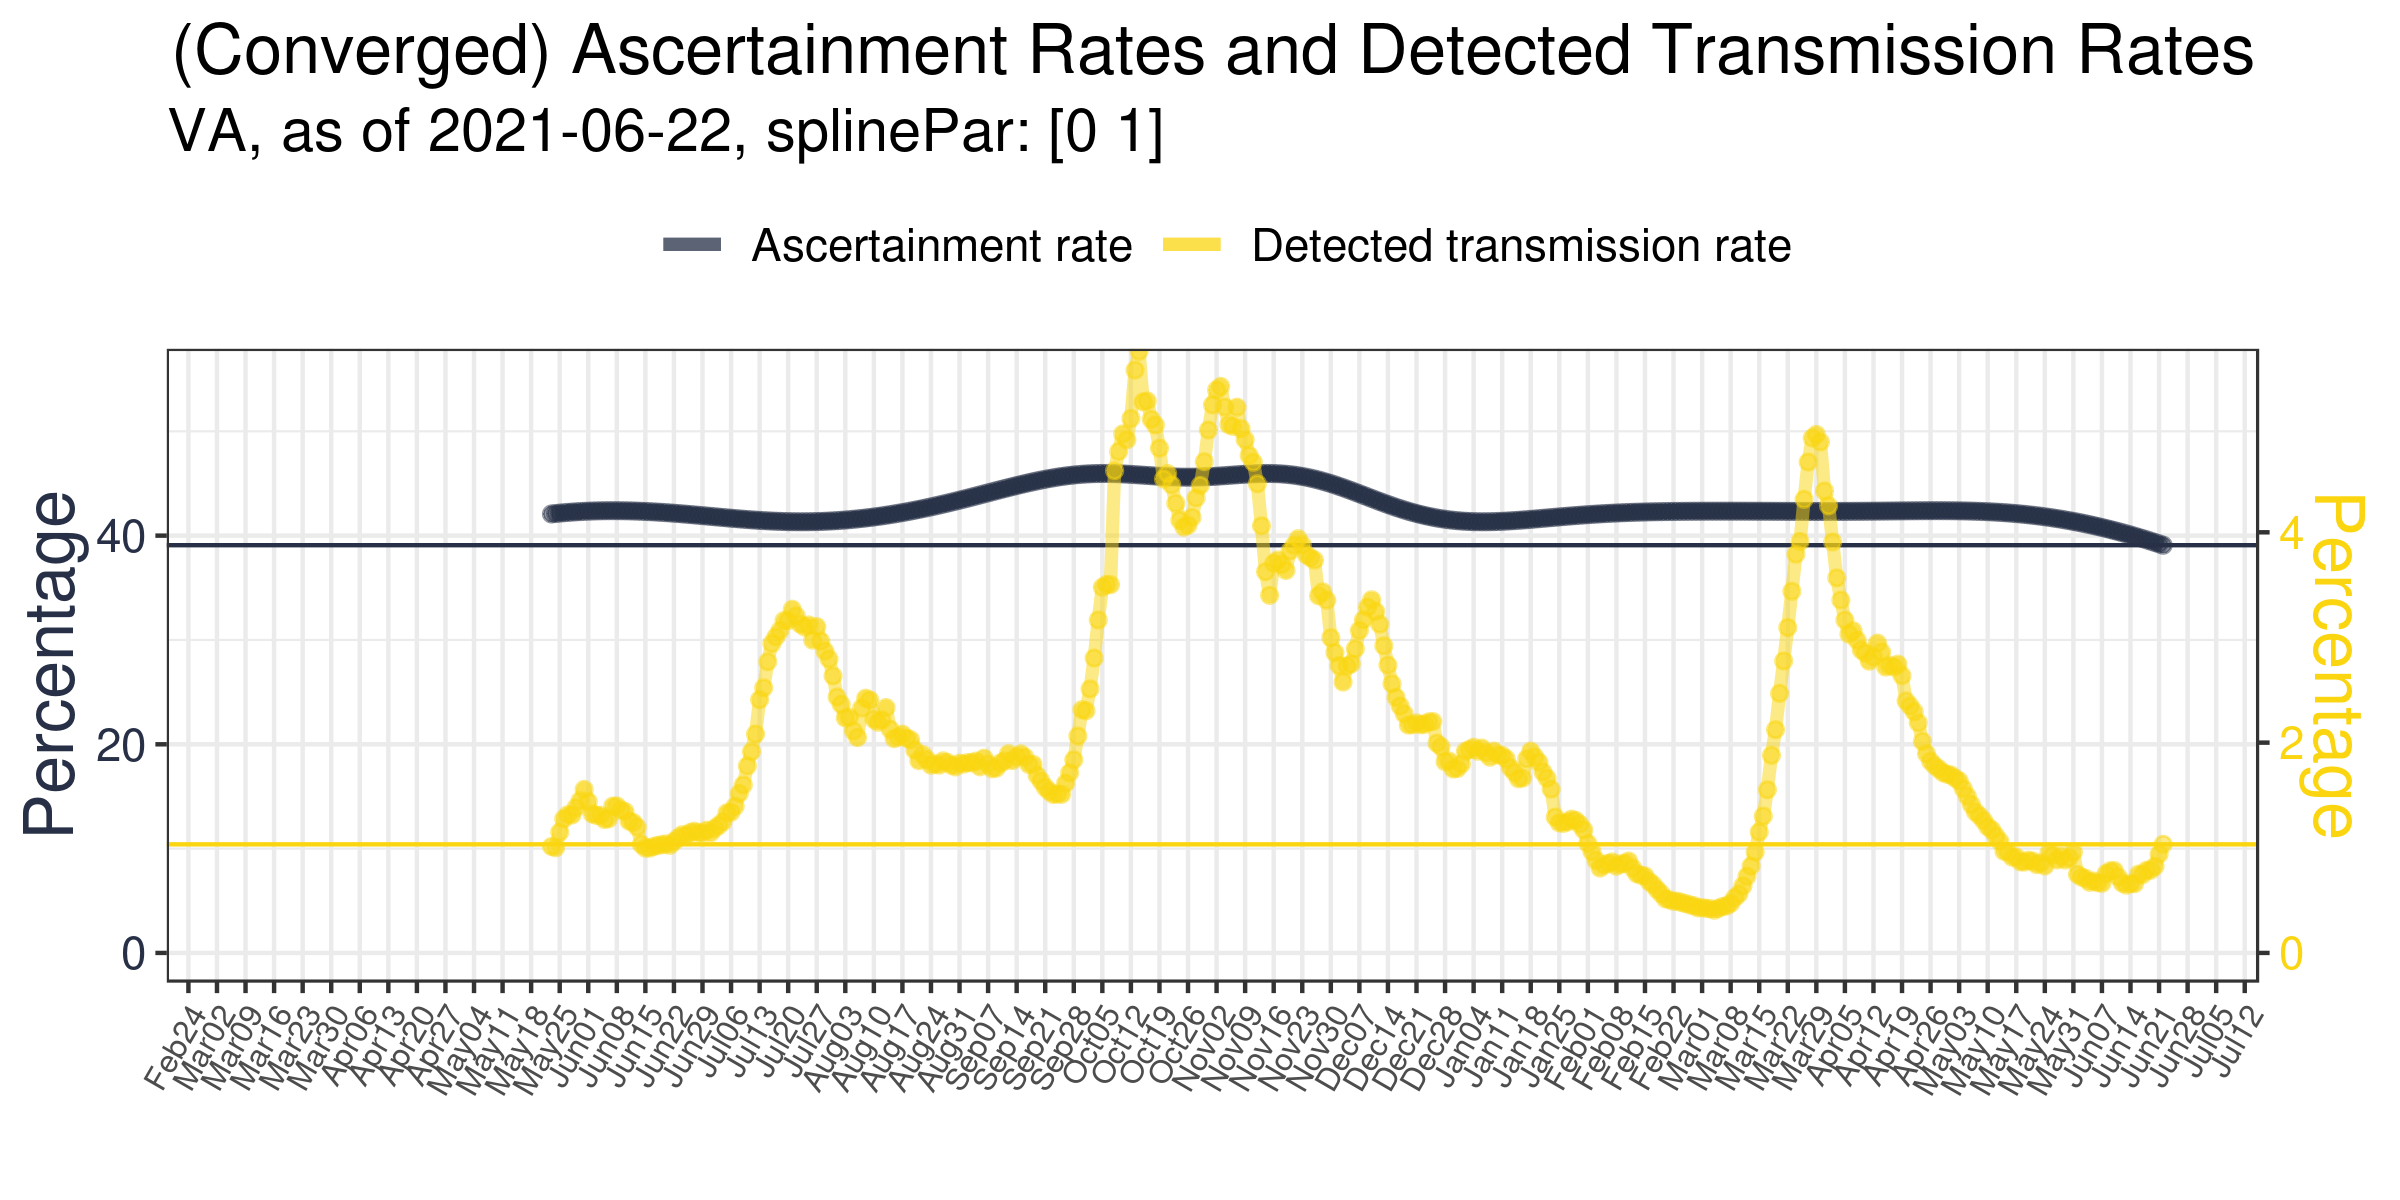 (Converged) Ascertainment Rates and Detected Transmission Rates
VA, as of 2021-06-22, splinePar: [0 1]
Ascertainment rate Detected transmission rate
Percentage
40
20
0
4
2
0
Percentage
Feb24 Mar02 Mar09 Mar16 Mar23 Mar30 Apr06 Apr13 Apr20 Apr27 May04 May11 May18 May25 Jun01 Jun08 Jun15 Jun22 Jun29 Jul06 Jul13 Jul20 Jul27 Aug03 Aug10 Aug17 Aug24 Aug31 Sep07 Sep14 Sep21 Sep28 Oct05 Oct12 Oct19 Oct26 Nov02 Nov09 Nov16 Nov23 Nov30 Dec07 Dec14 Dec21 Dec28 Jan04 Jan11 Jan18 Jan25 Feb01 Feb08 Feb15 Feb22 Mar01 Mar08 Mar15 Mar22 Mar29 Apr05 Apr12 Apr19 Apr26 May03 May10 May17 May24 May31 Jun07 Jun14 Jun21 Jun28 Jul05 Jul12